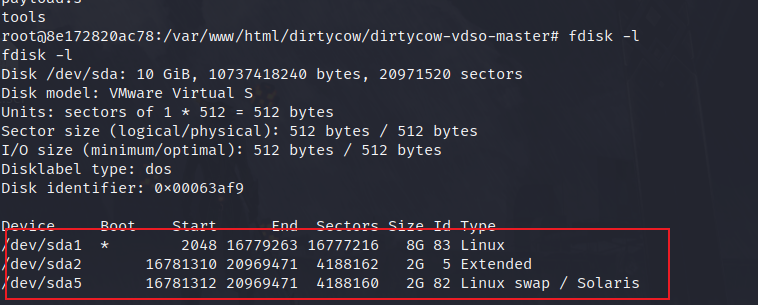 payload.s
tools
root@8e172820ac78:/var/www/html/dirtycow/dirtycow-vdso-master# fdisk -l
fdisk -l
Disk /dev/sda: 10 GiB, 10737418240 bytes, 20971520 sectors
Disk model: VMware Virtual S
Units: sectors of 1 * 512 = 512 bytes
Sector size (logical/physical): 512 bytes / 512 bytes
I/O size (minimum/optimal): 512 bytes / 512 bytes
Disklabel type: dos
Disk identifier: 0x00063af9
Device     Boot    Start      End  Sectors Size Id Type
/dev/sda1  *        2048 16779263 16777216   8G 83 Linux
/dev/sda2       16781310 20969471  4188162   2G  5 Extended
/dev/sda5       16781312 20969471  4188160   2G 82 Linux swap / Solaris